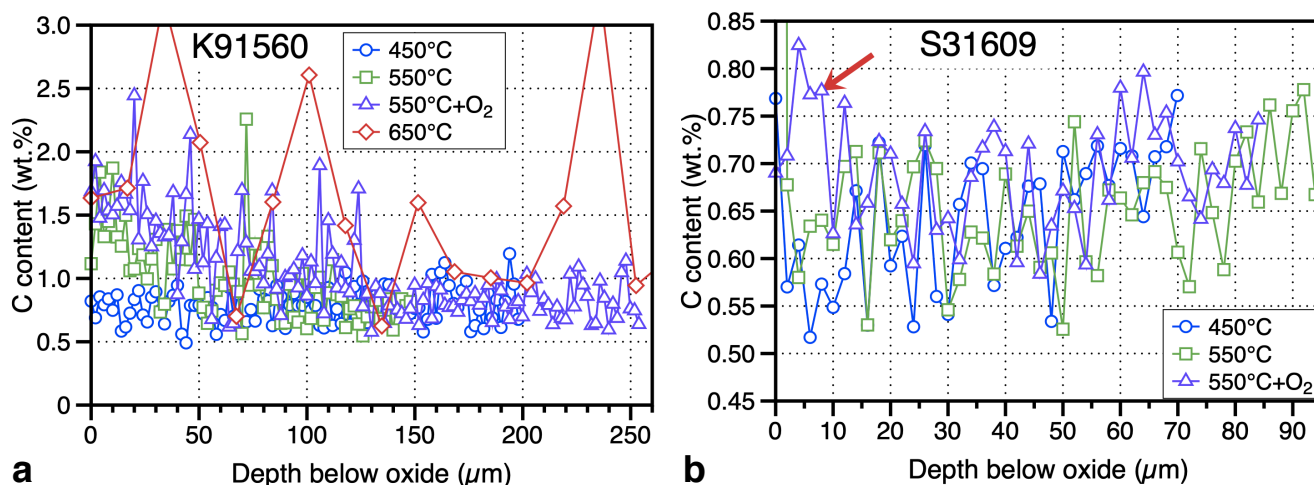 K91560
450°C
550°C
550°C+O₂
650°C
C content (wt.%)
3.0
2.5
2.0
1.5
1.0
0.5
0
0 50 100 150 200 250
Depth below oxide (µm)
a
S31609
450°C
550°C
550°C+O₂
C content (wt.%)
0.85
0.80
0.75
0.70
0.65
0.60
0.55
0.50
0.45
0 10 20 30 40 50 60 70 80 90
Depth below oxide (µm)
b